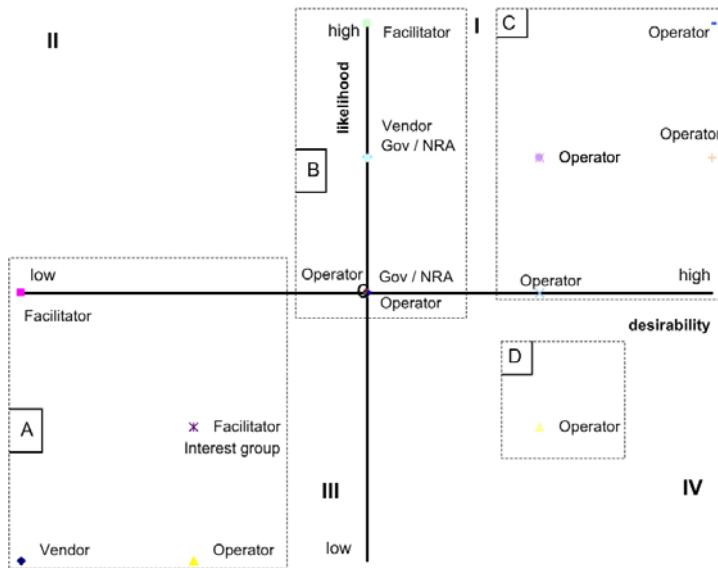 II
high
Facilitator
I
C
Operator
likelihood
Vendor
Gov / NRA
Operator
Operator
B
low
Operator
Gov / NRA
Operator
Operator
high
Facilitator
desirability
D
A
Facilitator
Interest group
Operator
III
IV
Vendor
Operator
low